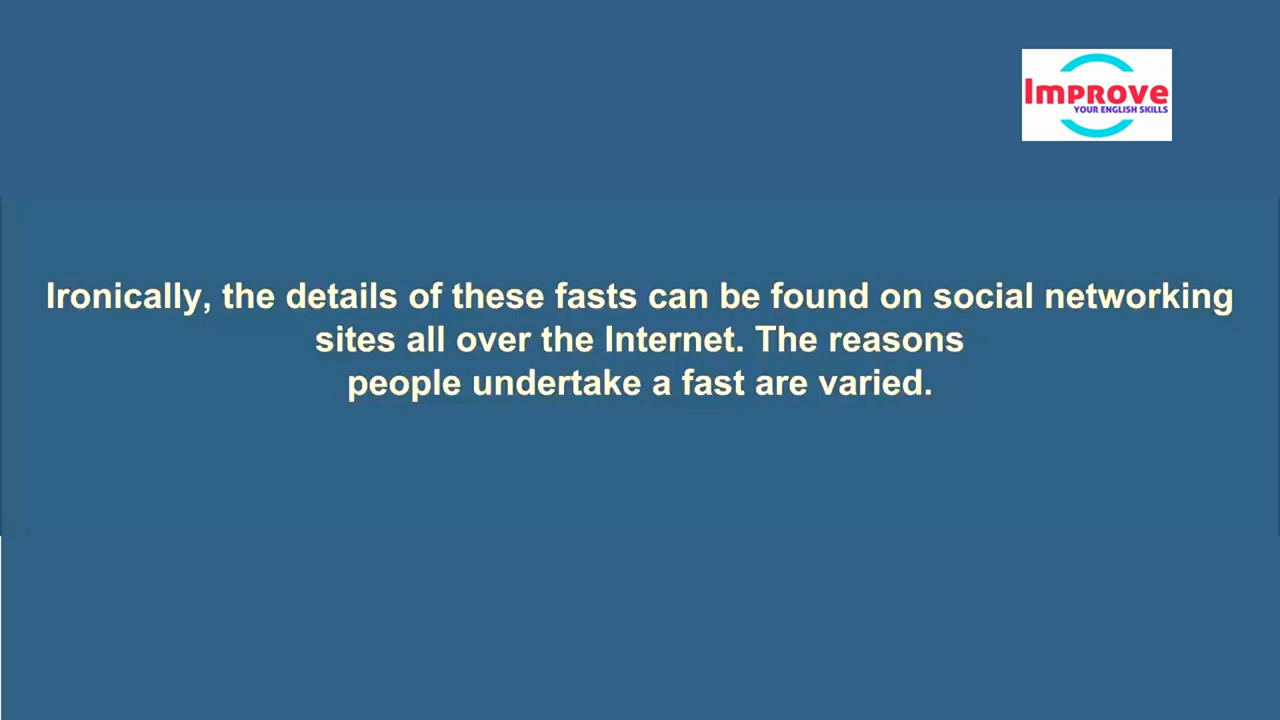 Improve
YOUR ENGLISH SKILLS
Ironically, the details of these fasts can be found on social networking
sites all over the Internet. The reasons
people undertake a fast are varied.